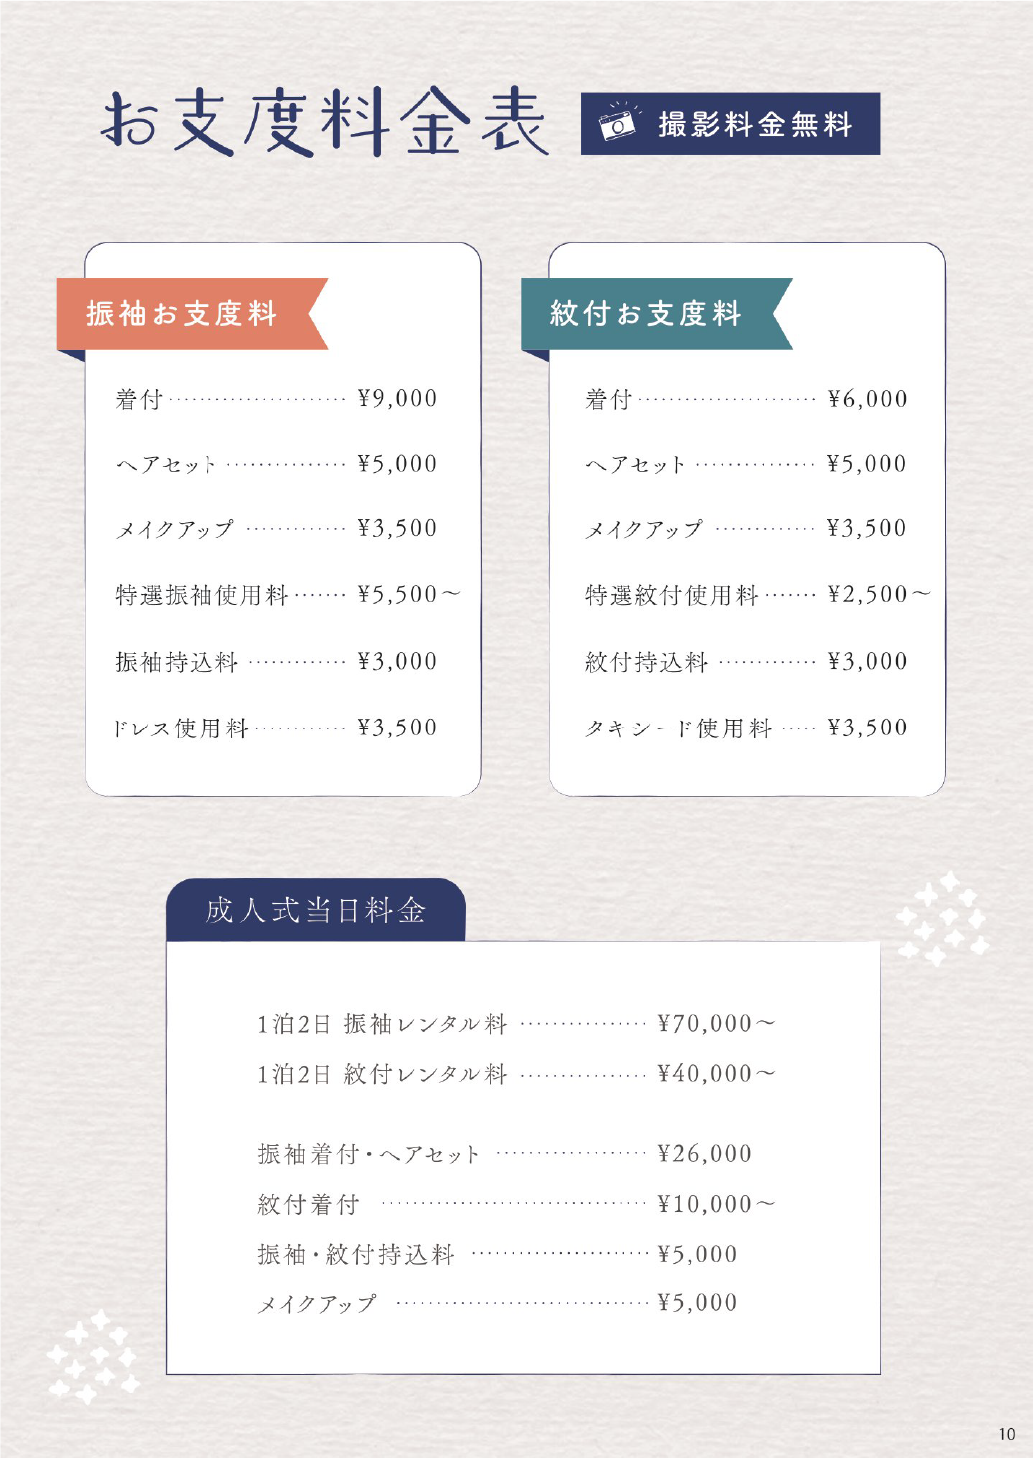 お支度料金表
撮影料金無料
振袖お支度料
着付 ¥9,000
ヘアセット ¥5,000
メイクアップ ¥3,500
特選振袖使用料 ¥5,500〜
振袖持込料 ¥3,000
ドレス使用料 ¥3,500
紋付お支度料
着付 ¥6,000
ヘアセット ¥5,000
メイクアップ ¥3,500
特選紋付使用料 ¥2,500〜
紋付持込料 ¥3,000
タキシード使用料 ¥3,500
成人式当日料金
1泊2日 振袖レンタル料 ¥70,000〜
1泊2日 紋付レンタル料 ¥40,000〜
振袖着付・ヘアセット ¥26,000
紋付着付 ¥10,000〜
振袖・紋付持込料 ¥5,000
メイクアップ ¥5,000
10